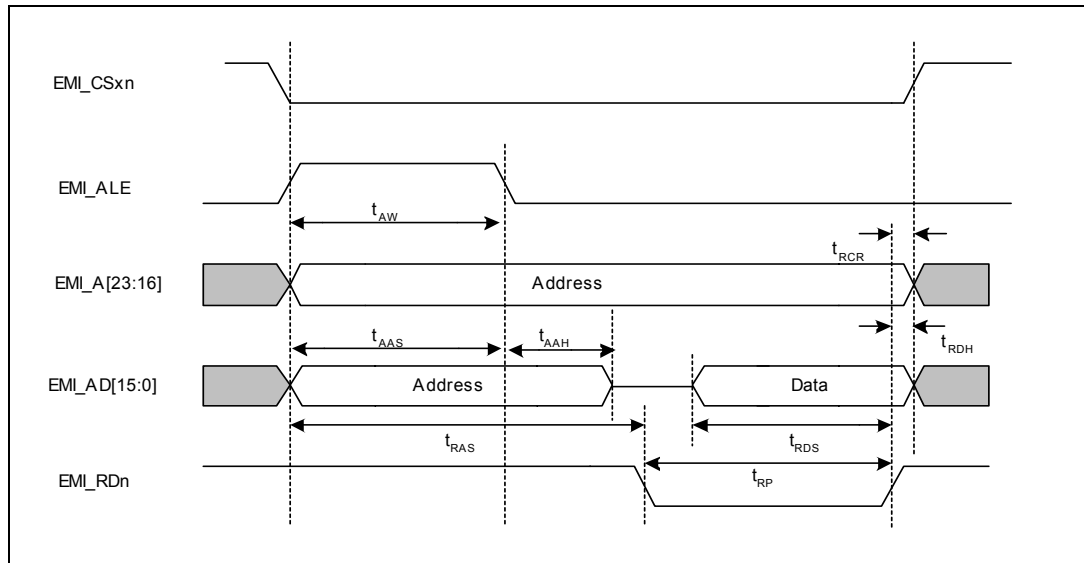 EMI_CSxn
EMI_ALE
t_AW
t_RCR
EMI_A[23:16]
Address
t_AAS
t_AAH
t_RDH
EMI_AD[15:0]
Address
Data
t_RAS
t_RDS
EMI_RDn
t_RP